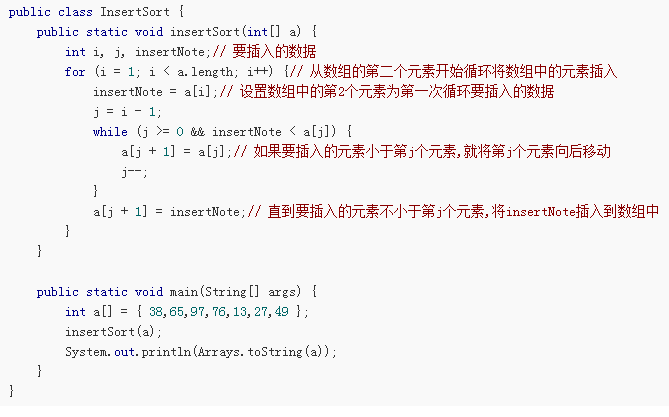 public class InsertSort {
    public static void insertSort(int[] a) {
        int i, j, insertNote;// 要插入的数据
        for (i = 1; i < a.length; i++) {// 从数组的第二个元素开始循环将数组中的元素插入
            insertNote = a[i];// 设置数组中的第2个元素为第一次循环要插入的数据
            j = i - 1;
            while (j >= 0 && insertNote < a[j]) {
                a[j + 1] = a[j];// 如果要插入的元素小于第j个元素,就将第j个元素向后移动
                j--;
            }
            a[j + 1] = insertNote;// 直到要插入的元素不小于第j个元素,将insertNote插入到数组中
        }
    }

    public static void main(String[] args) {
        int a[] = { 38,65,97,76,13,27,49 };
        insertSort(a);
        System.out.println(Arrays.toString(a));
    }
}